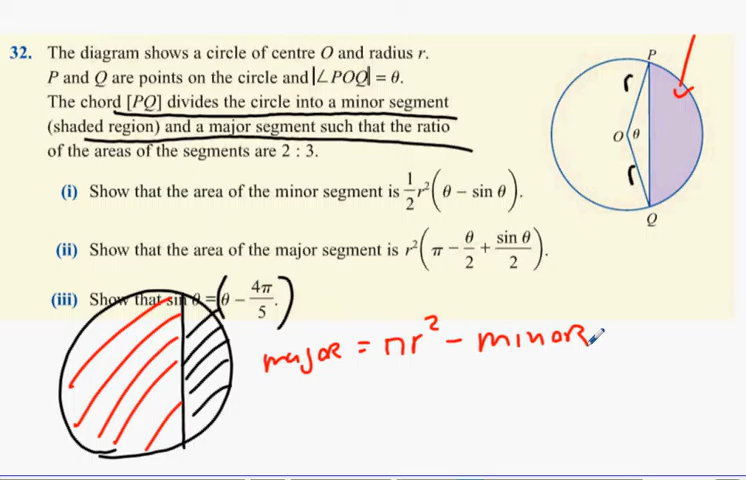 32. The diagram shows a circle of centre O and radius r.
P and Q are points on the circle and |∠POQ| = θ.
The chord [PQ] divides the circle into a minor segment
(shaded region) and a major segment such that the ratio
of the areas of the segments are 2 : 3.
(i) Show that the area of the minor segment is 1/2 r²(θ − sin θ).
(ii) Show that the area of the major segment is r²(π − θ/2 + sin θ/2).
(iii) Show that sin θ = (θ − 4π/5.)
major = πr² − minor
P
r
O θ
r
Q